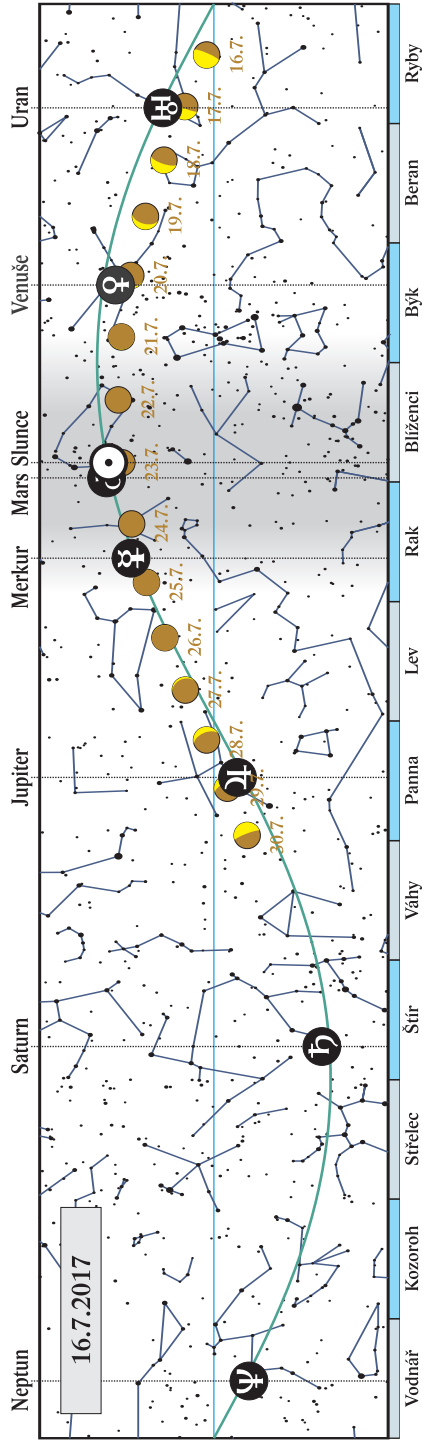 Neptun Saturn Jupiter Merkur Mars Slunce Venuše Uran
16.7.2017
30.7. 29.7. 28.7. 27.7. 26.7. 25.7. 24.7. 23.7. 22.7. 21.7. 20.7. 19.7. 18.7. 17.7. 16.7.
Vodnář Kozoroh Střelec Štír Váhy Panna Lev Rak Blíženci Býk Beran Ryby